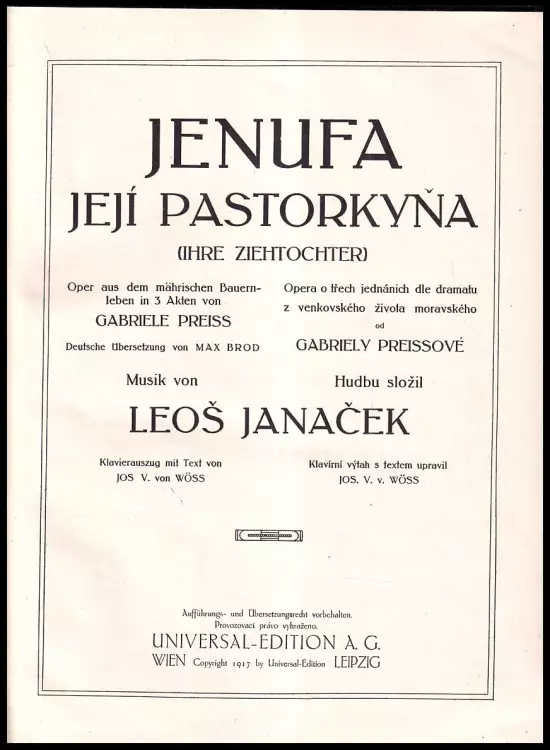 JENUFA
JEJÍ PASTORKYŇA
(IHRE ZIEHTOCHTER)
Oper aus dem mährischen Bauern-
leben in 3 Akten von
GABRIELE PREISS
Deutsche Übersetzung von MAX BROD
Opera o třech jednáních dle dramatu
z venkovského života moravského
od
GABRIELY PREISSOVÉ
Musik von
Hudbu složil
LEOŠ JANAČEK
Klavierauszug mit Text von
JOS V. von WÖSS
Klavírní výtah s textem upravil
JOS. V. v. WÖSS
Aufführungs- und Übersetzungsrecht vorbehalten.
Provozovací právo vyhraženo.
UNIVERSAL-EDITION A. G.
WIEN Copyright 1917 by Universal-Edition LEIPZIG